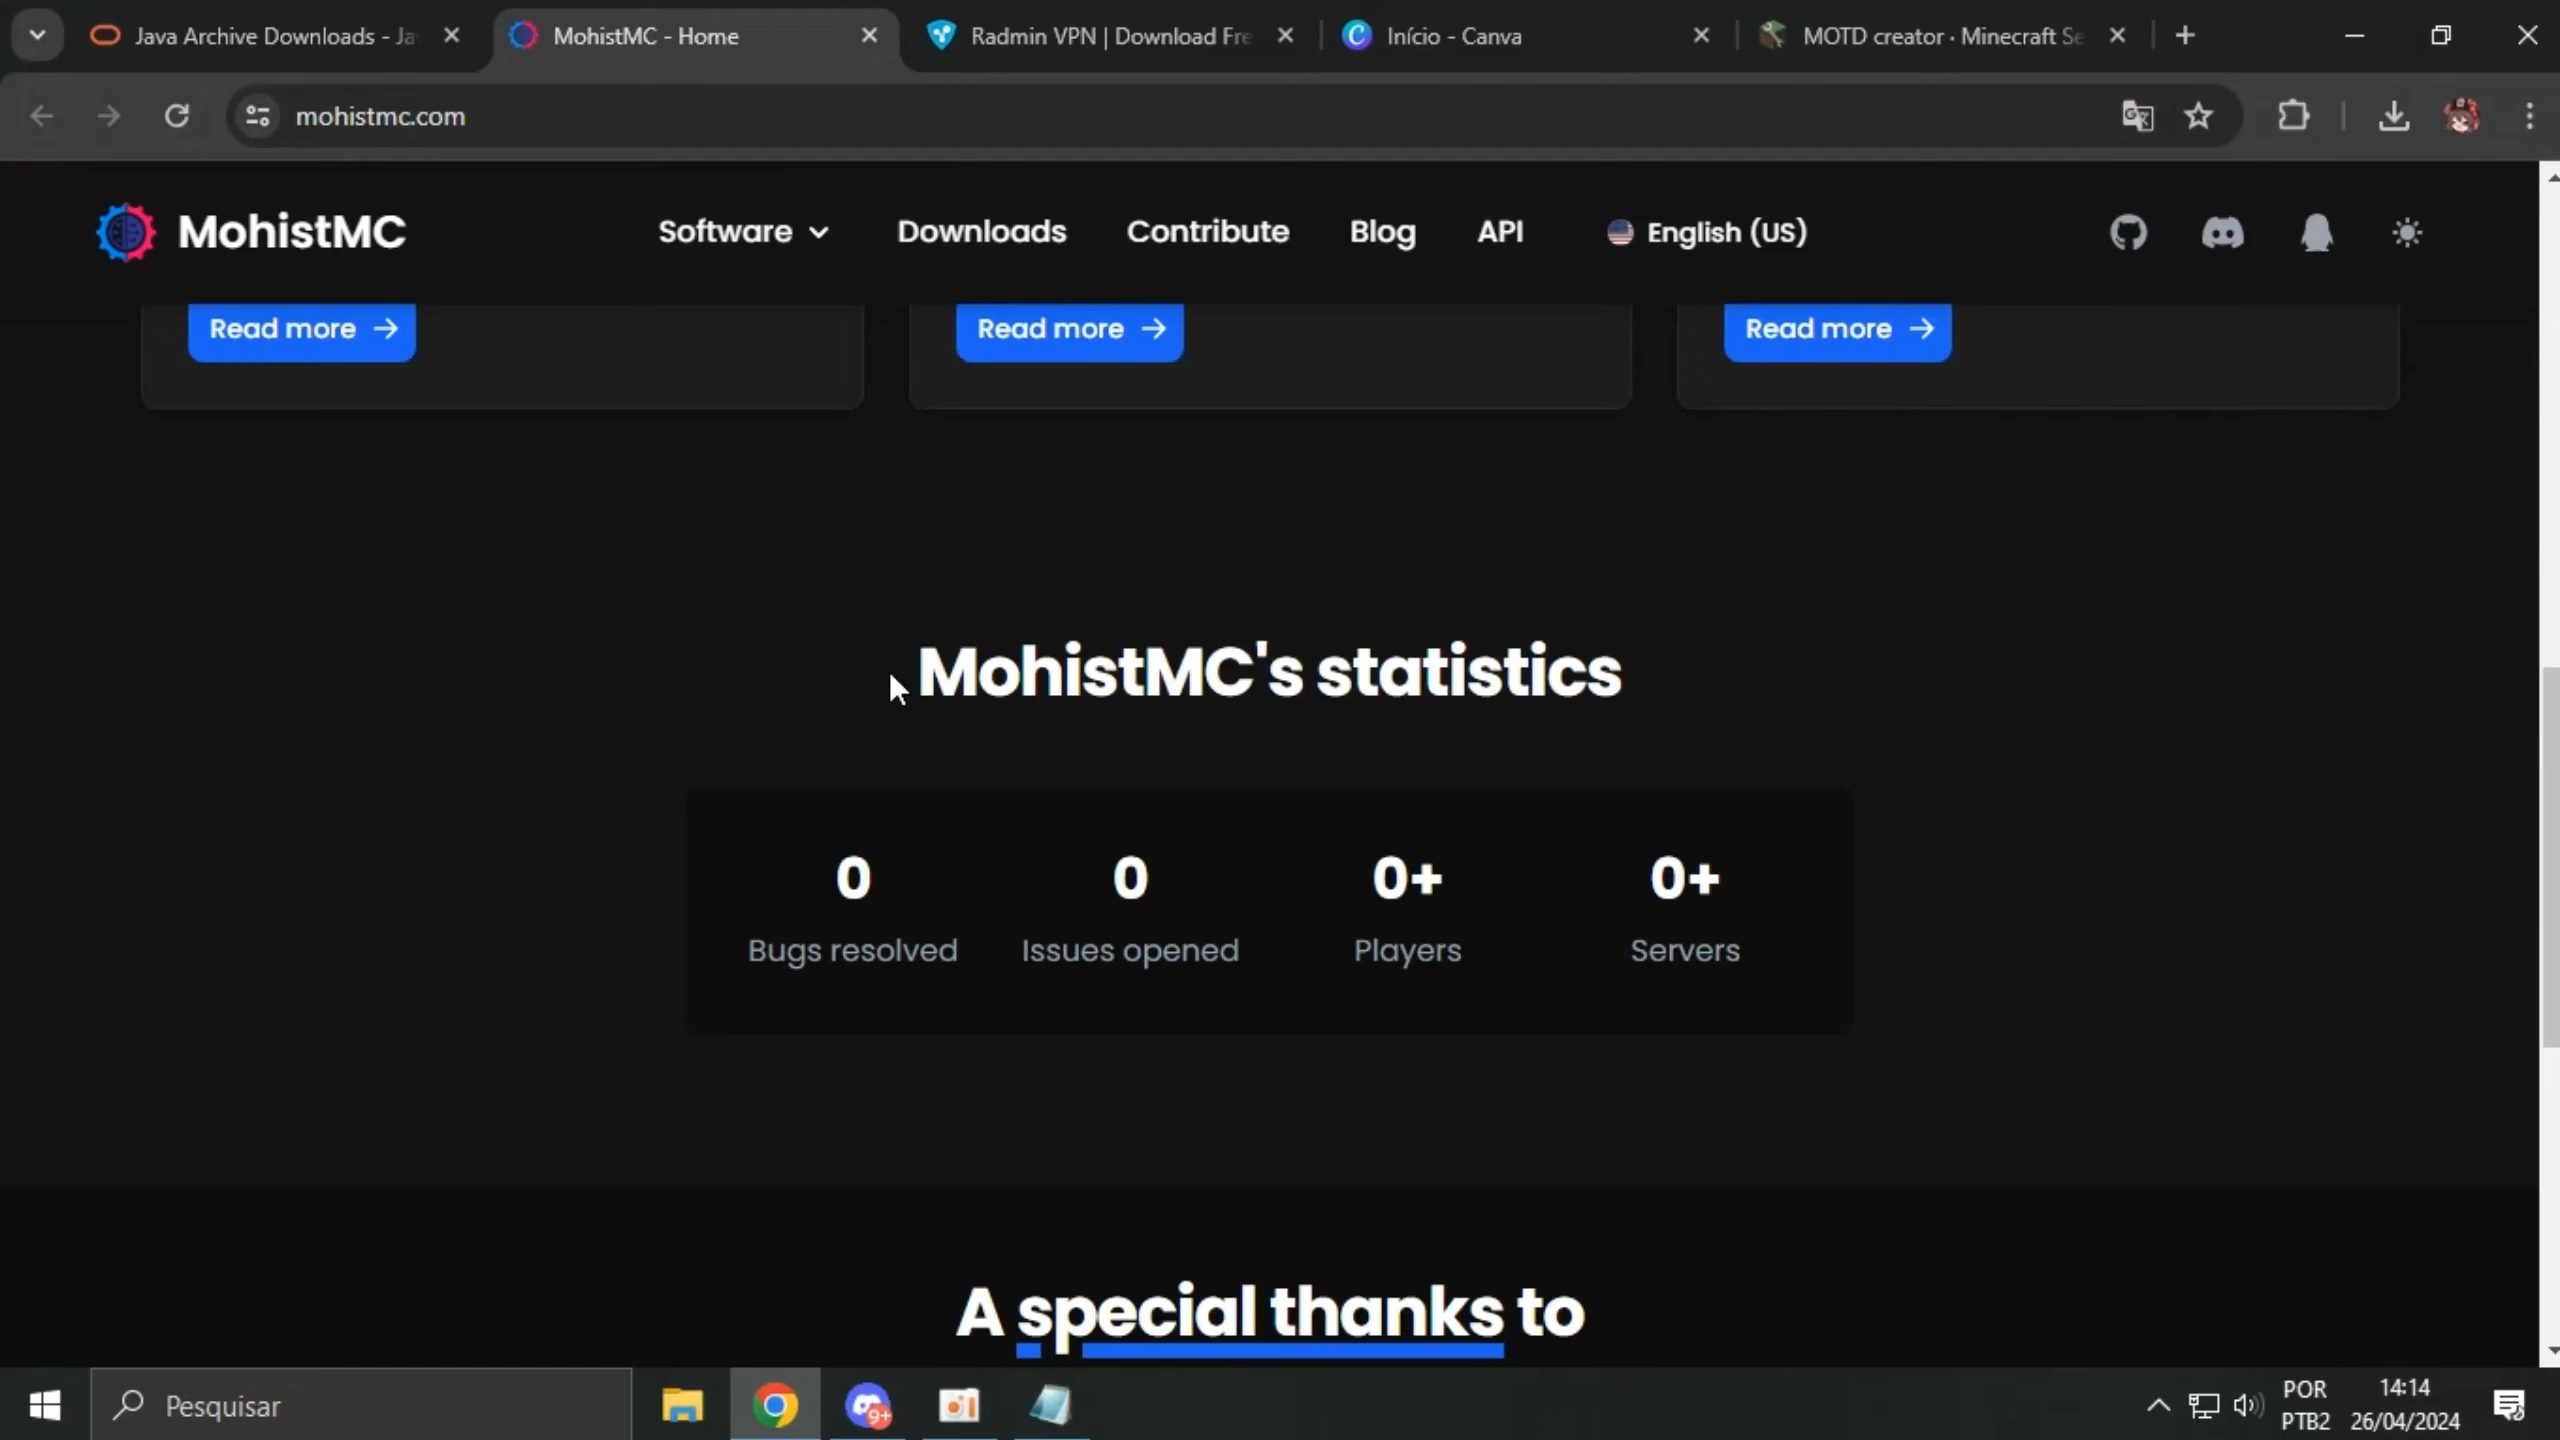 Java Archive Downloads - Ja
MohistMC - Home
Radmin VPN | Download Fre
Início - Canva
MOTD creator · Minecraft Se
mohistmc.com
MohistMC
Software
Downloads
Contribute
Blog
API
English (US)
Read more
Read more
Read more
MohistMC's statistics
0
0
0+
0+
Bugs resolved
Issues opened
Players
Servers
A special thanks to
Pesquisar
9+
POR
PTB2
14:14
26/04/2024